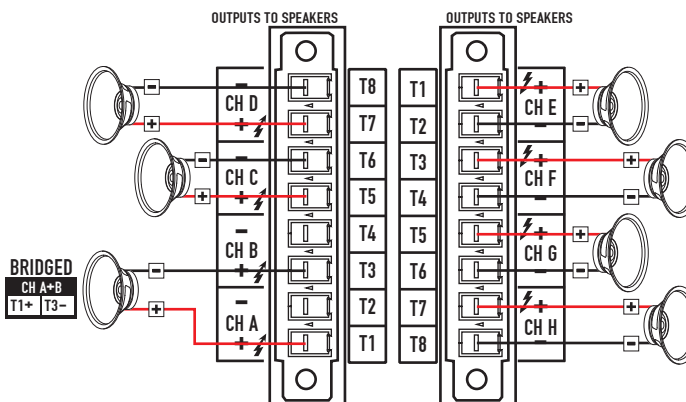 OUTPUTS TO SPEAKERS
OUTPUTS TO SPEAKERS
-
-
T8
T1
+
+
CH D
CH E
+
+
T7
T2
-
-
-
-
T6
T3
+
+
CH C
CH F
+
+
T5
T4
-
-
-
T4
T5
+
+
CH B
CH G
BRIDGED
-
+
T3
T6
-
-
CH A+B
T1+ T3-
+
-
T2
T7
+
+
CH A
CH H
+
T1
T8
-
-